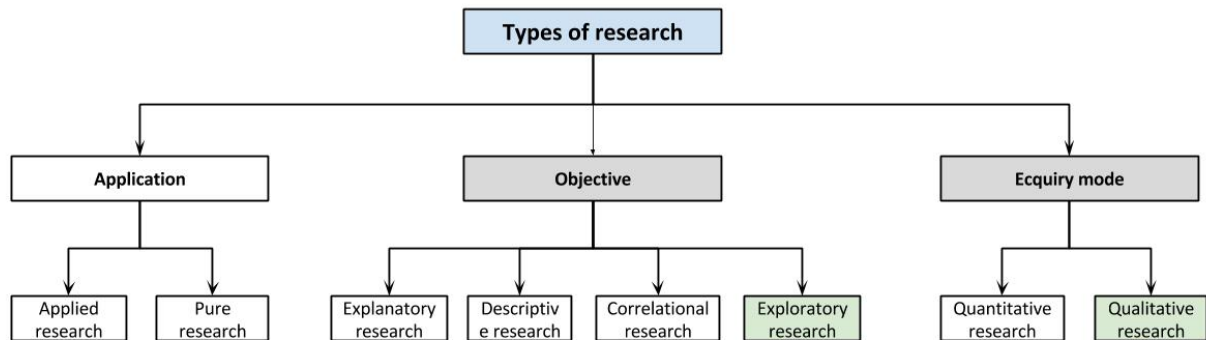 Types of research
Application
Objective
Ecquiry mode
Applied
research
Pure
research
Explanatory
research
Descriptiv
e research
Correlational
research
Exploratory
research
Quantitative
research
Qualitative
research